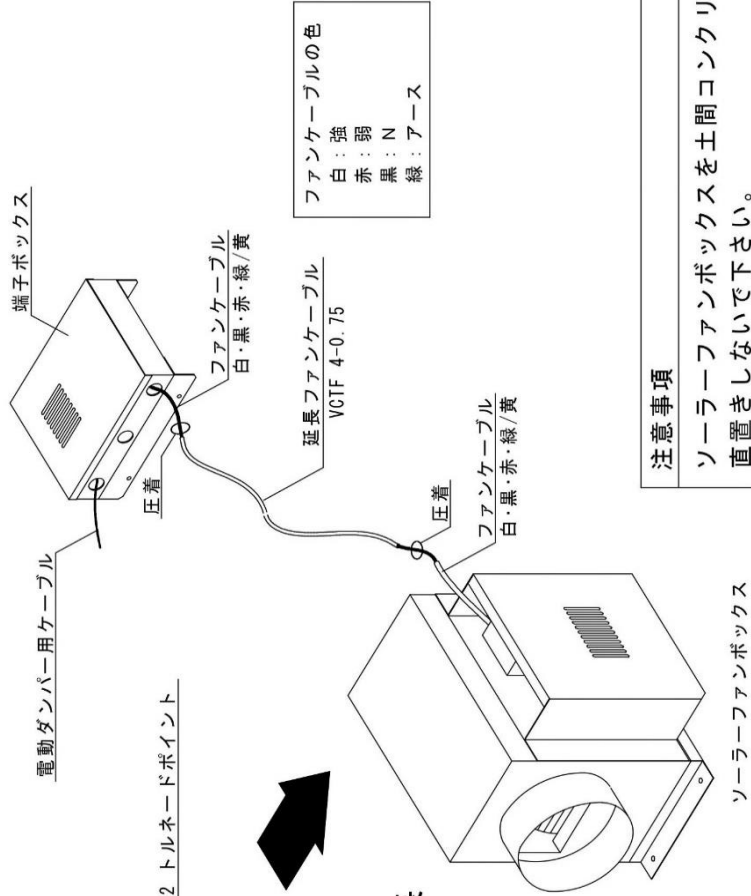 電動ダンパー用ケーブル
端子ボックス
圧着
ファンケーブル
白・黒・赤・緑/黄
ファンケーブルの色
白：強
赤：弱
黒：N
緑：アース
延長ファンケーブル
VCTF 4-0.75
2 トルネードポイント
圧着
ファンケーブル
白・黒・赤・緑/黄
ソーラーファンボックス
注意事項
ソーラーファンボックスを土間コンクリ
直置きしないで下さい。